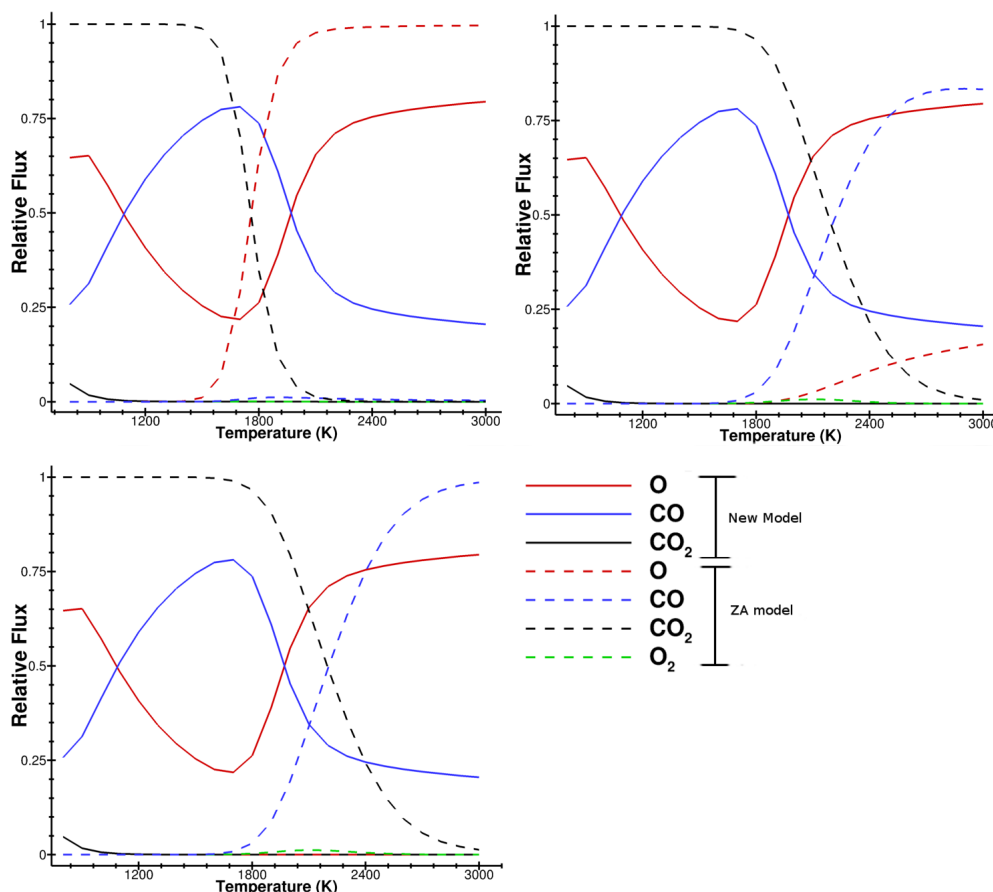 1
0.75
0.5
0.25
0
Relative Flux
1200
1800
2400
3000
Temperature (K)
1
0.75
0.5
0.25
0
Relative Flux
1200
1800
2400
3000
Temperature (K)
1
0.75
0.5
0.25
0
Relative Flux
1200
1800
2400
3000
Temperature (K)
O
CO
CO₂
New Model
O
CO
CO₂
O₂
ZA model